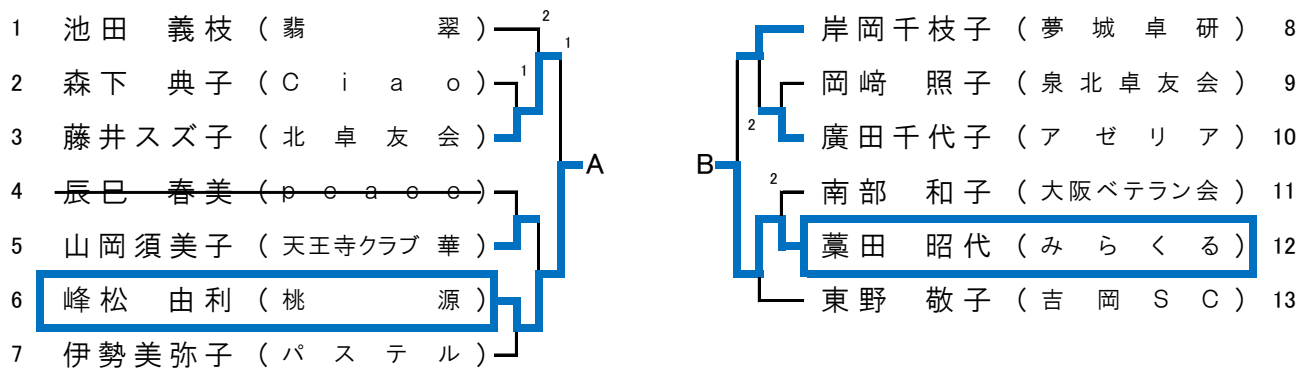 1 池田 義枝 (翡 翠)
2 森下 典子 (Ciao)
3 藤井スズ子 (北卓友会)
4 辰巳 春美 (peace)
5 山岡須美子 (天王寺クラブ 華)
6 峰松 由利 (桃 源)
7 伊勢美弥子 (パステル)
2
1
1
A
岸岡千枝子 (夢城卓研) 8
岡﨑 照子 (泉北卓友会) 9
廣田千代子 (アゼリア) 10
南部 和子 (大阪ベテラン会) 11
藁田 昭代 (みらくる) 12
東野 敬子 (吉岡SC) 13
2
B
2